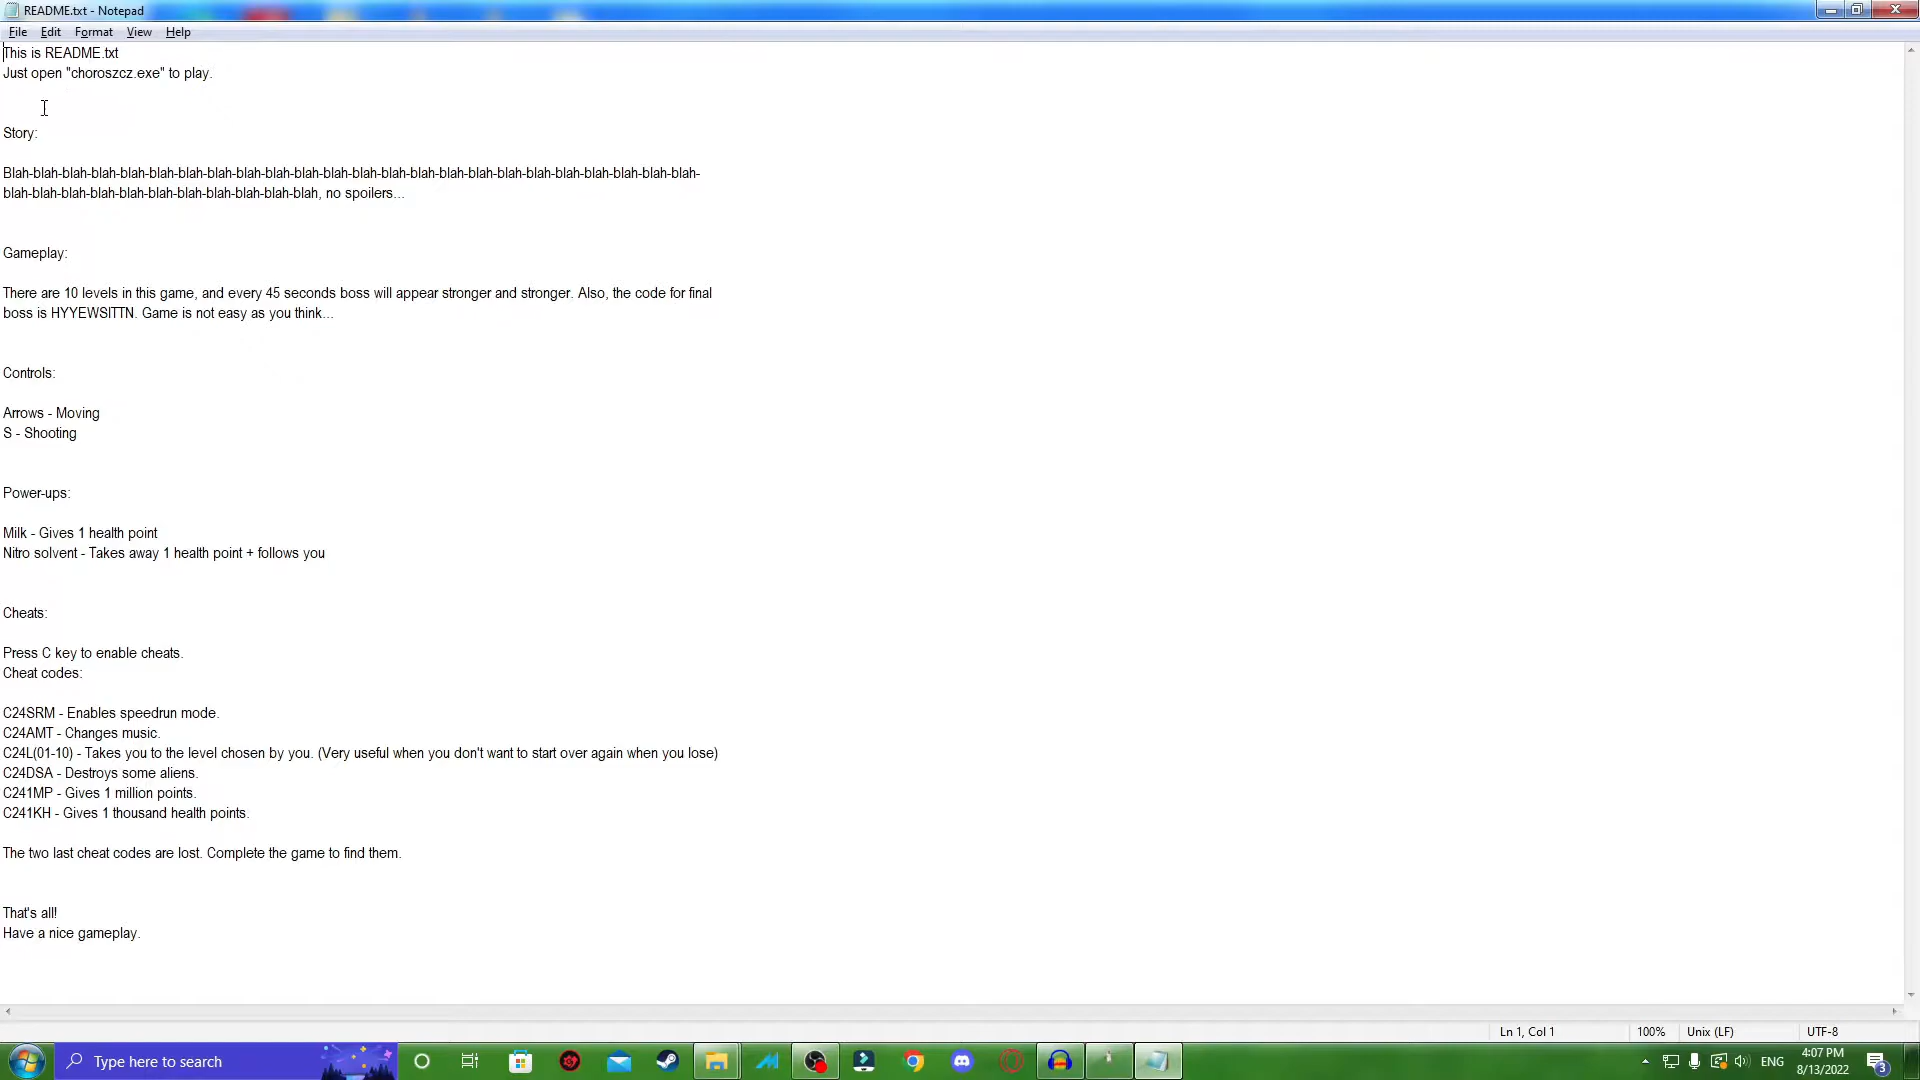 README.txt - Notepad
File Edit Format View Help
This is README.txt
Just open "choroszcz.exe" to play.
Story:
Blah-blah-blah-blah-blah-blah-blah-blah-blah-blah-blah-blah-blah-blah-blah-blah-blah-blah-blah-blah-blah-blah-blah-blah-
blah-blah-blah-blah-blah-blah-blah-blah-blah-blah-blah, no spoilers...
Gameplay:
There are 10 levels in this game, and every 45 seconds boss will appear stronger and stronger. Also, the code for final
boss is HYYEWSITTN. Game is not easy as you think...
Controls:
Arrows - Moving
S - Shooting
Power-ups:
Milk - Gives 1 health point
Nitro solvent - Takes away 1 health point + follows you
Cheats:
Press C key to enable cheats.
Cheat codes:
C24SRM - Enables speedrun mode.
C24AMT - Changes music.
C24L(01-10) - Takes you to the level chosen by you. (Very useful when you don't want to start over again when you lose)
C24DSA - Destroys some aliens.
C241MP - Gives 1 million points.
C241KH - Gives 1 thousand health points.
The two last cheat codes are lost. Complete the game to find them.
That's all!
Have a nice gameplay.
Ln 1, Col 1 100% Unix (LF) UTF-8
Type here to search
ENG
4:07 PM
8/13/2022
3